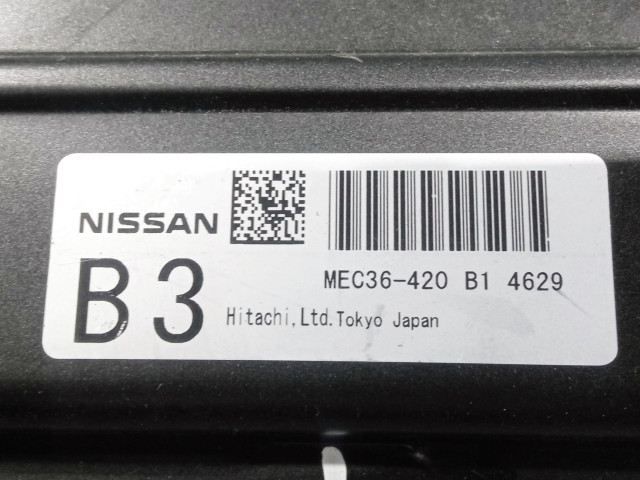 NISSAN
MEC36-420 B1 4629
B3
Hitachi,Ltd.Tokyo Japan